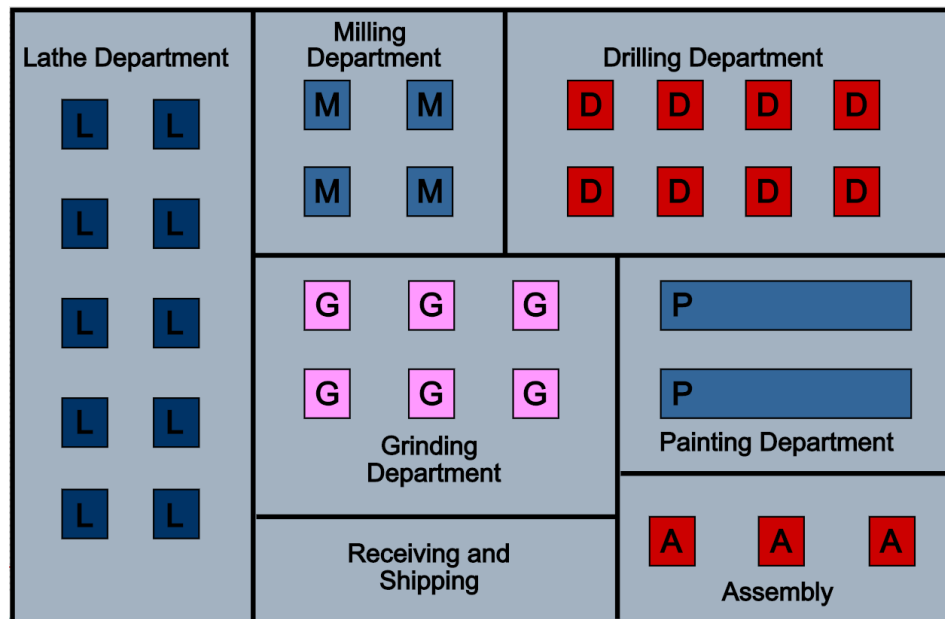 Lathe Department
L L
L L
L L
L L
L L
Milling
Department
M M
M M
Drilling Department
D D D D
D D D D
G G G
G G G
Grinding
Department
P
P
Painting Department
Receiving and
Shipping
A A A
Assembly